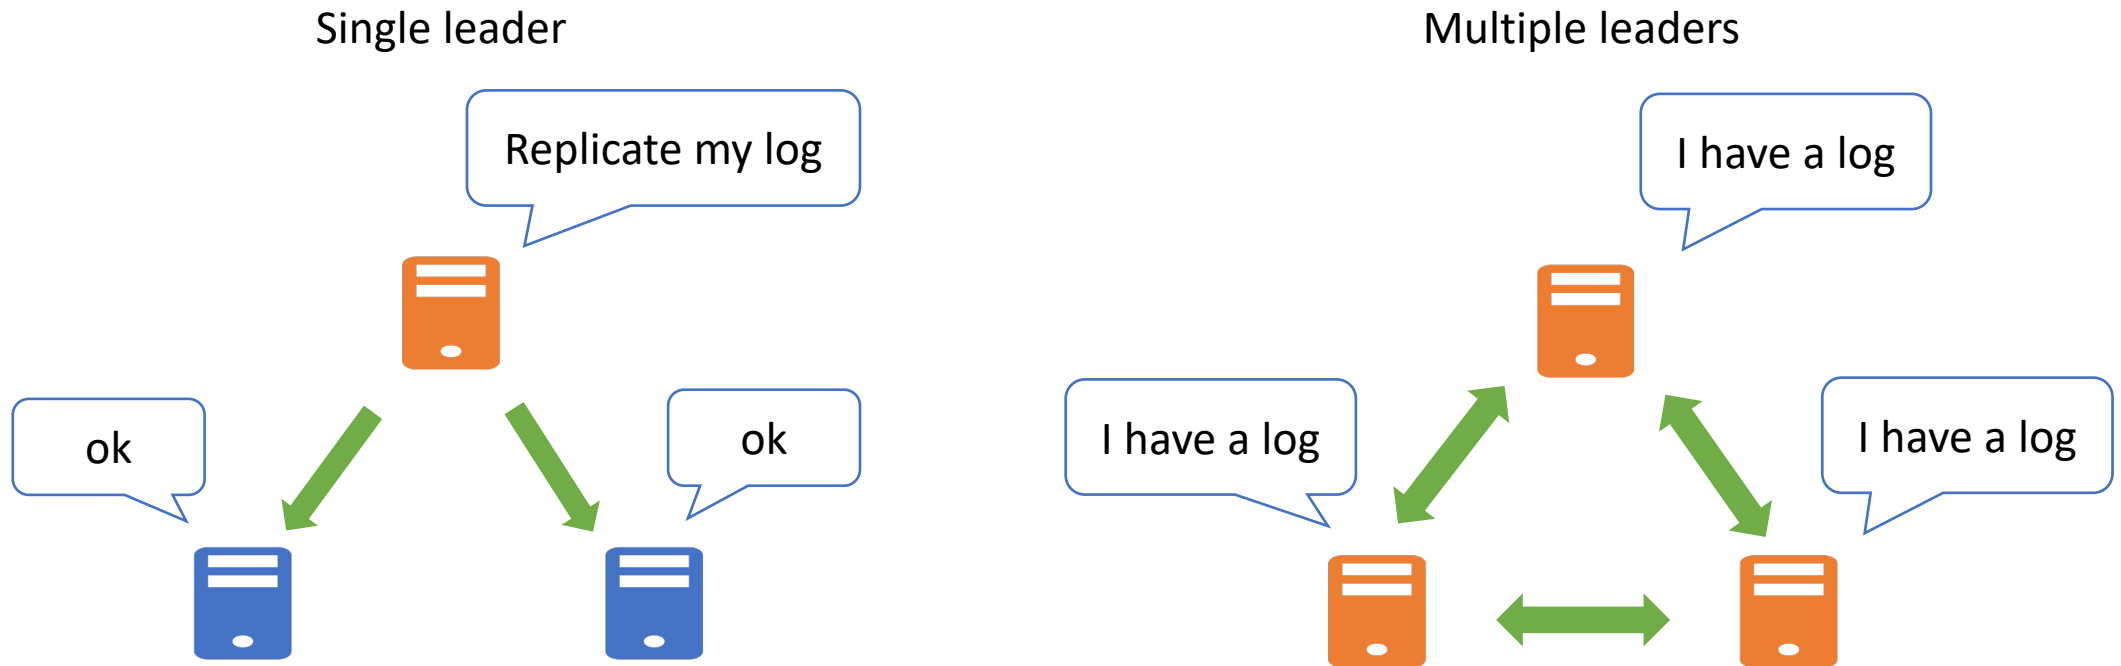 Single leader
Replicate my log
ok
ok
Multiple leaders
I have a log
I have a log
I have a log